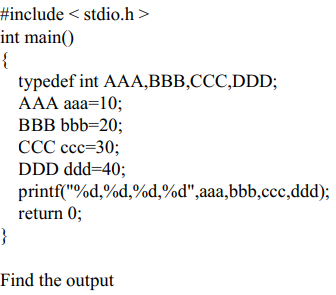 #include < stdio.h >
int main()
{
typedef int AAA,BBB,CCC,DDD;
AAA aaa=10;
BBB bbb=20;
CCC ccc=30;
DDD ddd=40;
printf("%d,%d,%d,%d",aaa,bbb,ccc,ddd);
return 0;
}
Find the output